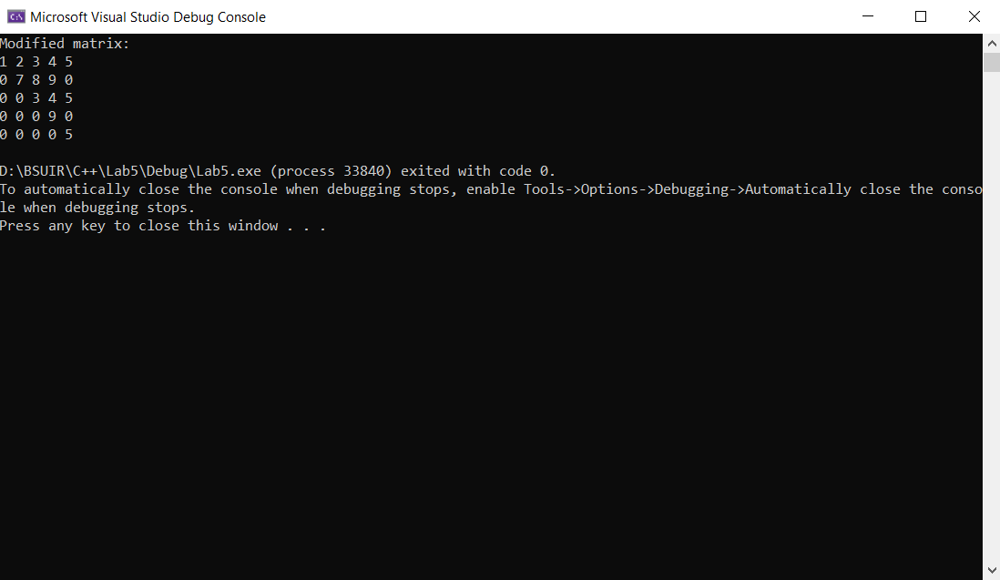 Microsoft Visual Studio Debug Console
Modified matrix:
1 2 3 4 5
0 7 8 9 0
0 0 3 4 5
0 0 0 9 0
0 0 0 0 5
D:\BSUIR\C++\Lab5\Debug\Lab5.exe (process 33840) exited with code 0.
To automatically close the console when debugging stops, enable Tools->Options->Debugging->Automatically close the conso
le when debugging stops.
Press any key to close this window . . .